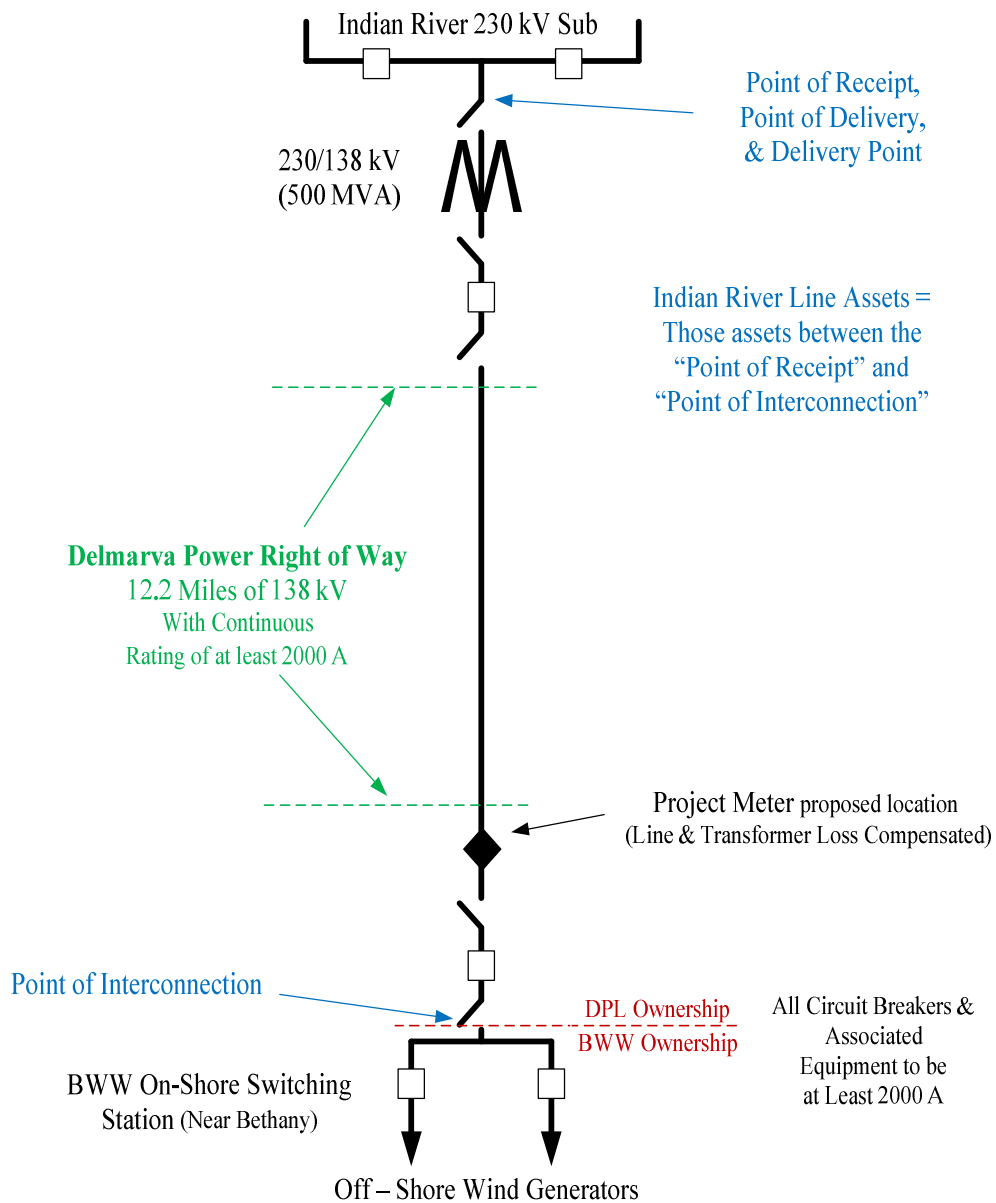 Indian River 230 kV Sub
Point of Receipt,
Point of Delivery,
& Delivery Point
230/138 kV
(500 MVA)
Indian River Line Assets =
Those assets between the
“Point of Receipt” and
“Point of Interconnection”
Delmarva Power Right of Way
12.2 Miles of 138 kV
With Continuous
Rating of at least 2000 A
Project Meter proposed location
(Line & Transformer Loss Compensated)
Point of Interconnection
DPL Ownership
BWW Ownership
All Circuit Breakers &
Associated
Equipment to be
at Least 2000 A
BWW On-Shore Switching
Station (Near Bethany)
Off – Shore Wind Generators